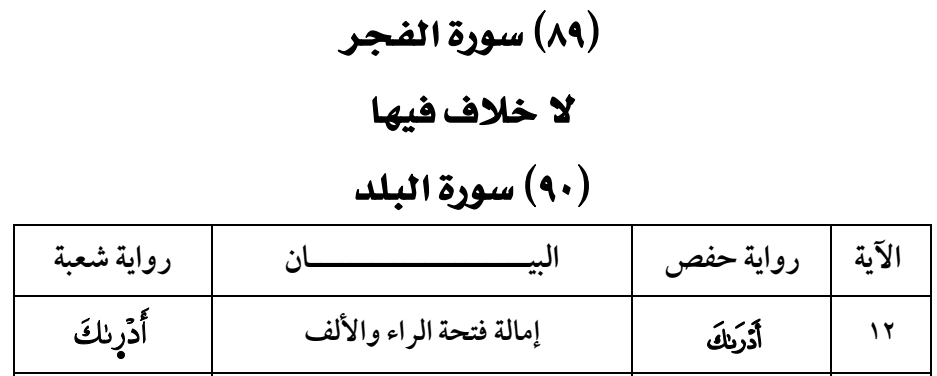 (٨٩) سورة الفجر
لا خلاف فيها
(٩٠) سورة البلد
الآية رواية حفص البيـــــــــــــان رواية شعبة
١٢ أَدْرَىٰكَ إمالة فتحة الراء والألف أَدْرٜىٰكَ